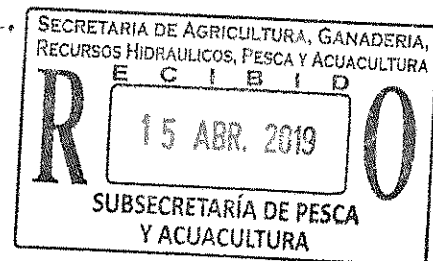 SECRETARIA DE AGRICULTURA, GANADERIA,
RECURSOS HIDRAULICOS, PESCA Y ACUACULTURA
R E C I B I D O
15 ABR. 2019
SUBSECRETARÍA DE PESCA
Y ACUACULTURA